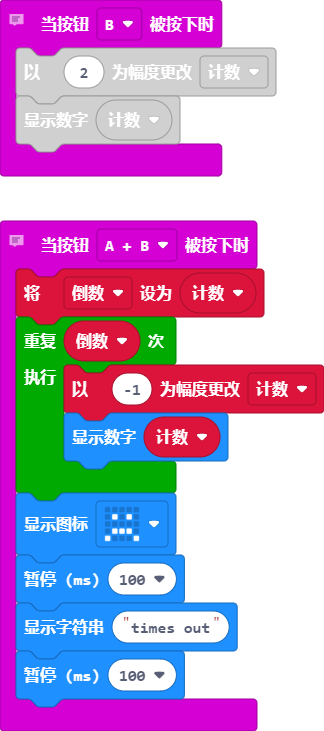 当按钮 B 被按下时
以 2 为幅度更改 计数
显示数字 计数
当按钮 A + B 被按下时
将 倒数 设为 计数
重复 倒数 次
执行 以 -1 为幅度更改 计数
显示数字 计数
显示图标
暂停 (ms) 100
显示字符串 "times out"
暂停 (ms) 100